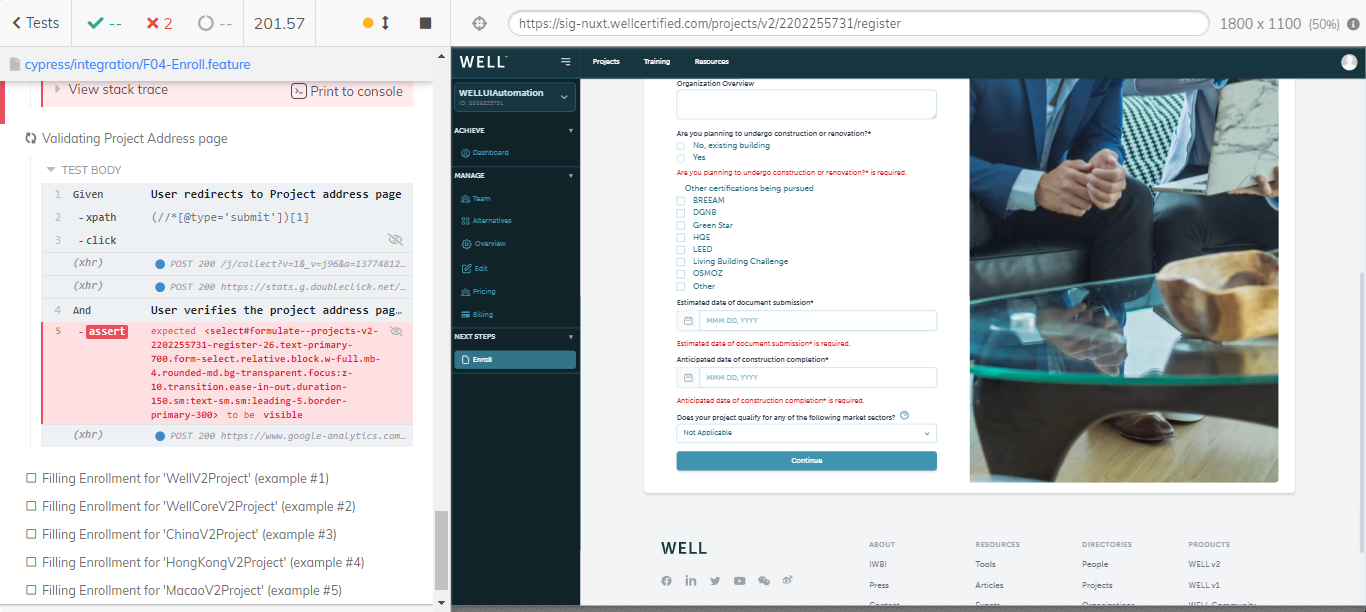 Tests
--
2
--
201.57
https://sig-nuxt.wellcertified.com/projects/v2/2202255731/register
1800 x 1100 (50%)
cypress/integration/F04-Enroll.feature
View stack trace
Print to console
Validating Project Address page
TEST BODY
1 Given User redirects to Project address page
2 -xpath (//*[@type='submit'])[1]
3 -click
(xhr) POST 200 /j/collect?v=1&_v=j96&a=13774812...
(xhr) POST 200 https://stats.g.doubleclick.net/...
4 And User verifies the project address pag...
5 -assert expected <select#formulate--projects-v2-
2202255731-register-26.text-primary-
700.form-select.relative.block.w-full.mb-
4.rounded-md.bg-transparent.focus:z-
10.transition.ease-in-out.duration-
150.sm:text-sm.sm:leading-5.border-
primary-300> to be visible
(xhr) POST 200 https://www.google-analytics.com...
Filling Enrollment for 'WellV2Project' (example #1)
Filling Enrollment for 'WellCoreV2Project' (example #2)
Filling Enrollment for 'ChinaV2Project' (example #3)
Filling Enrollment for 'HongKongV2Project' (example #4)
Filling Enrollment for 'MacaoV2Project' (example #5)
WELL
Projects Training Resources
WELLUIAutomation
ACHIEVE
Dashboard
MANAGE
Team
Alternatives
Overview
Edit
Pricing
Billing
NEXT STEPS
Enroll
Organization Overview
Are you planning to undergo construction or renovation?*
No, existing building
Yes
Are you planning to undergo construction or renovation?* is required.
Other certifications being pursued
BREEAM
DGNB
Green Star
HQE
LEED
Living Building Challenge
OSMOZ
Other
Estimated date of document submission*
MMM DD, YYYY
Estimated date of document submission* is required.
Anticipated date of construction completion*
MMM DD, YYYY
Anticipated date of construction completion* is required.
Does your project qualify for any of the following market sectors?
Not Applicable
Continue
WELL
ABOUT RESOURCES DIRECTORIES PRODUCTS
IWBI Tools People WELL v2
Press Articles Projects WELL v1
Contact Events Organizations WELL Community